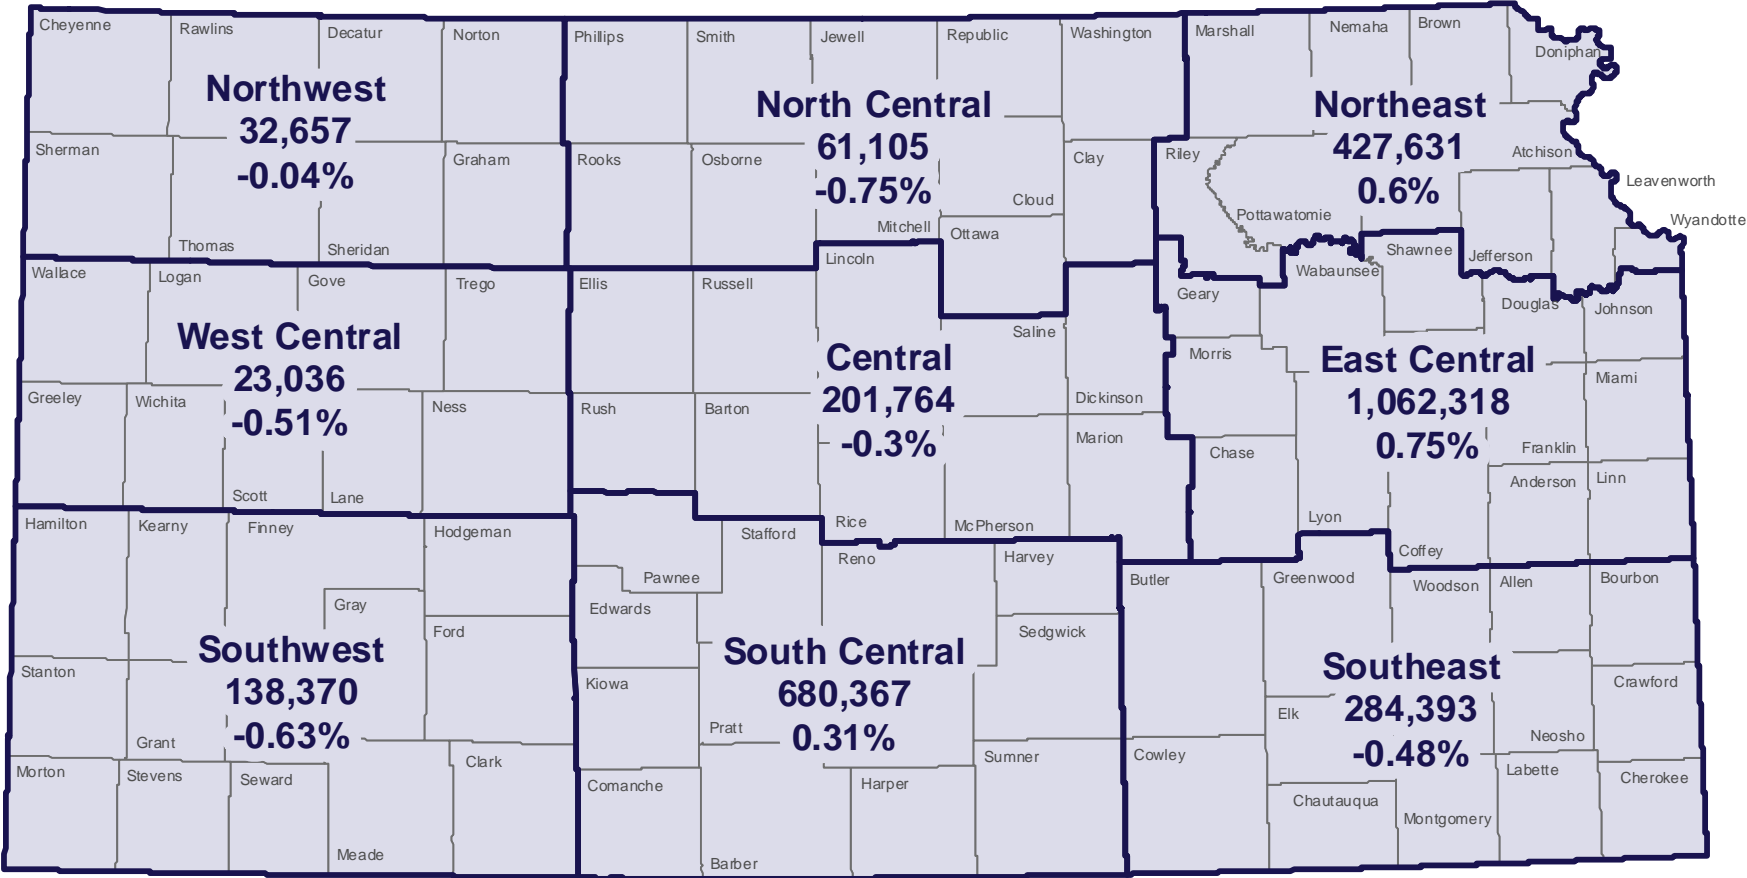 Cheyenne
Rawlins
Decatur
Norton
Phillips
Smith
Jewell
Republic
Washington
Marshall
Nemaha
Brown
Doniphan
Northwest
32,657
-0.04%
North Central
61,105
-0.75%
Northeast
427,631
0.6%
Sherman
Graham
Rooks
Osborne
Clay
Riley
Atchison
Leavenworth
Cloud
Pottawatomie
Wyandotte
Thomas
Sheridan
Mitchell
Ottawa
Shawnee
Jefferson
Wallace
Logan
Gove
Trego
Ellis
Russell
Lincoln
Wabaunsee
Geary
Douglas
Johnson
West Central
23,036
-0.51%
Central
201,764
-0.3%
East Central
1,062,318
0.75%
Saline
Morris
Miami
Greeley
Wichita
Ness
Rush
Barton
Dickinson
Marion
Chase
Franklin
Anderson
Linn
Scott
Lane
Rice
McPherson
Lyon
Hamilton
Kearny
Finney
Hodgeman
Stafford
Reno
Harvey
Coffey
Pawnee
Butler
Greenwood
Woodson
Allen
Bourbon
Gray
Edwards
Ford
Sedgwick
Southwest
138,370
-0.63%
South Central
680,367
0.31%
Southeast
284,393
-0.48%
Stanton
Kiowa
Crawford
Elk
Grant
Pratt
Neosho
Morton
Stevens
Seward
Clark
Comanche
Harper
Sumner
Cowley
Labette
Cherokee
Chautauqua
Montgomery
Meade
Barber